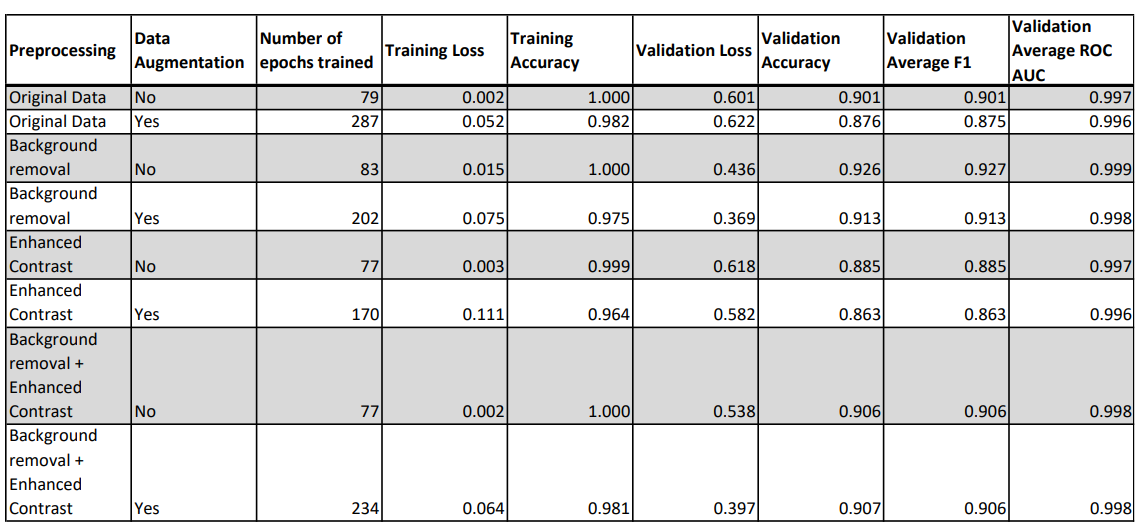 Preprocessing Data Augmentation Number of epochs trained Training Loss Training Accuracy Validation Loss Validation Accuracy Validation Average F1 Validation Average ROC AUC
Original Data No 79 0.002 1.000 0.601 0.901 0.901 0.997
Original Data Yes 287 0.052 0.982 0.622 0.876 0.875 0.996
Background
removal No 83 0.015 1.000 0.436 0.926 0.927 0.999
Background
removal Yes 202 0.075 0.975 0.369 0.913 0.913 0.998
Enhanced
Contrast No 77 0.003 0.999 0.618 0.885 0.885 0.997
Enhanced
Contrast Yes 170 0.111 0.964 0.582 0.863 0.863 0.996
Background
removal +
Enhanced
Contrast No 77 0.002 1.000 0.538 0.906 0.906 0.998
Background
removal +
Enhanced
Contrast Yes 234 0.064 0.981 0.397 0.907 0.906 0.998